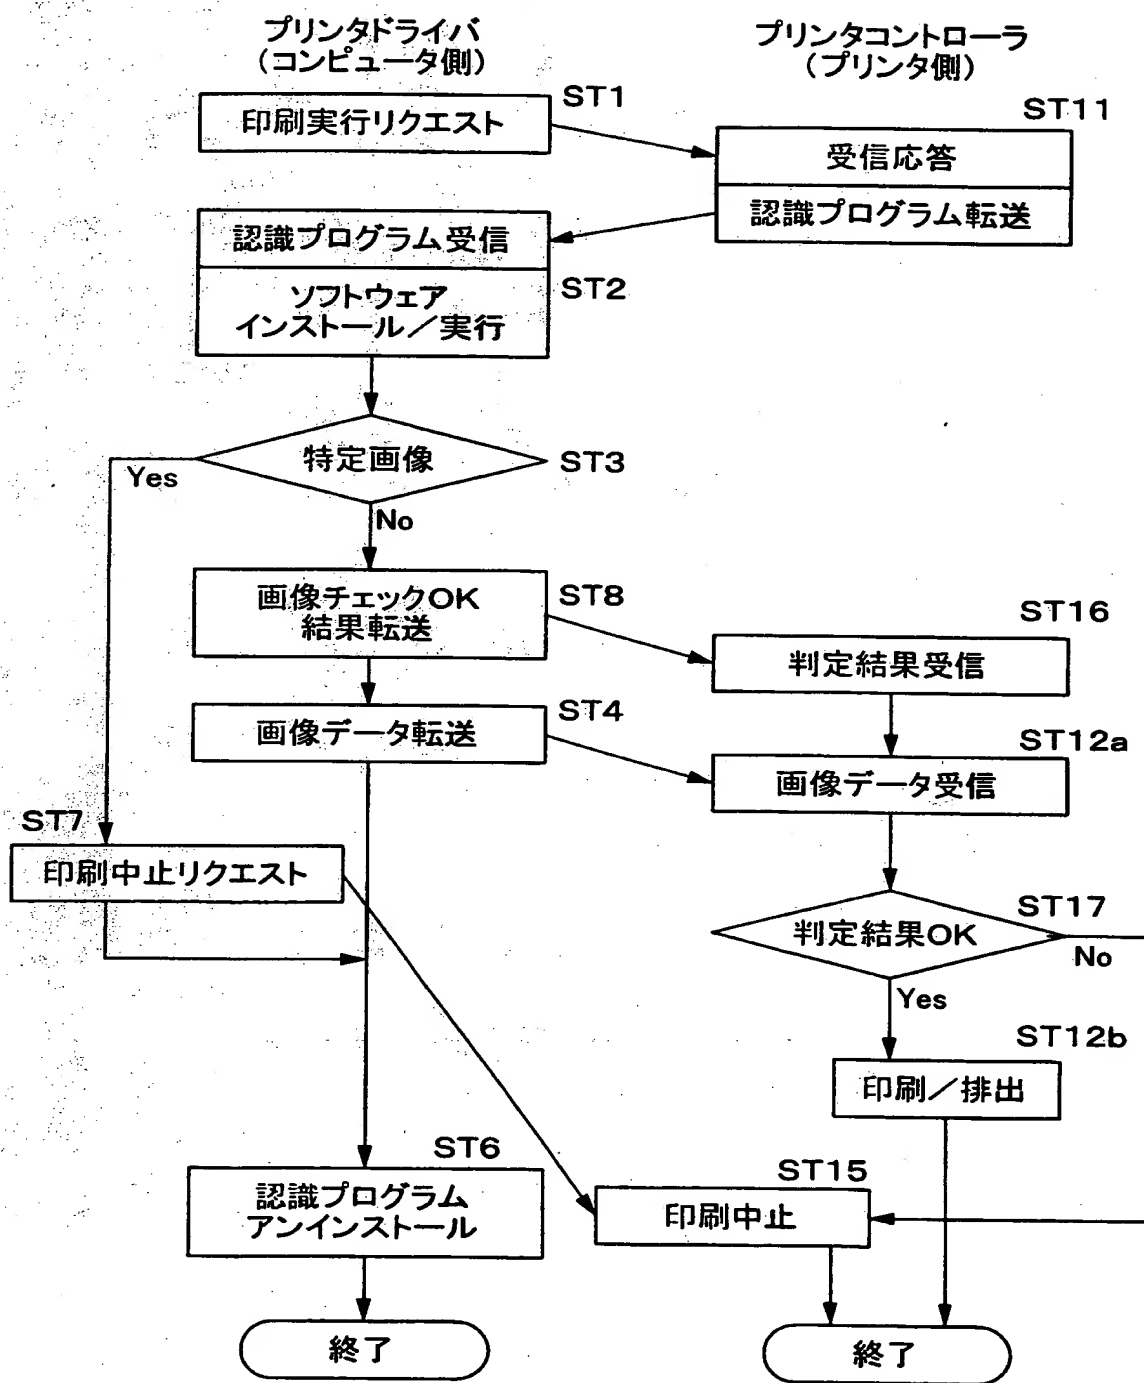 プリンタドライバ
(コンピュータ側)
プリンタコントローラ
(プリンタ側)
ST1
印刷実行リクエスト
ST11
受信応答
認識プログラム転送
認識プログラム受信
ST2
ソフトウェア
インストール／実行
特定画像
ST3
Yes
No
画像チェックOK
結果転送
ST8
ST16
判定結果受信
画像データ転送
ST4
ST12a
画像データ受信
ST7
印刷中止リクエスト
ST17
判定結果OK
No
Yes
ST12b
印刷／排出
ST6
認識プログラム
アンインストール
ST15
印刷中止
終了
終了